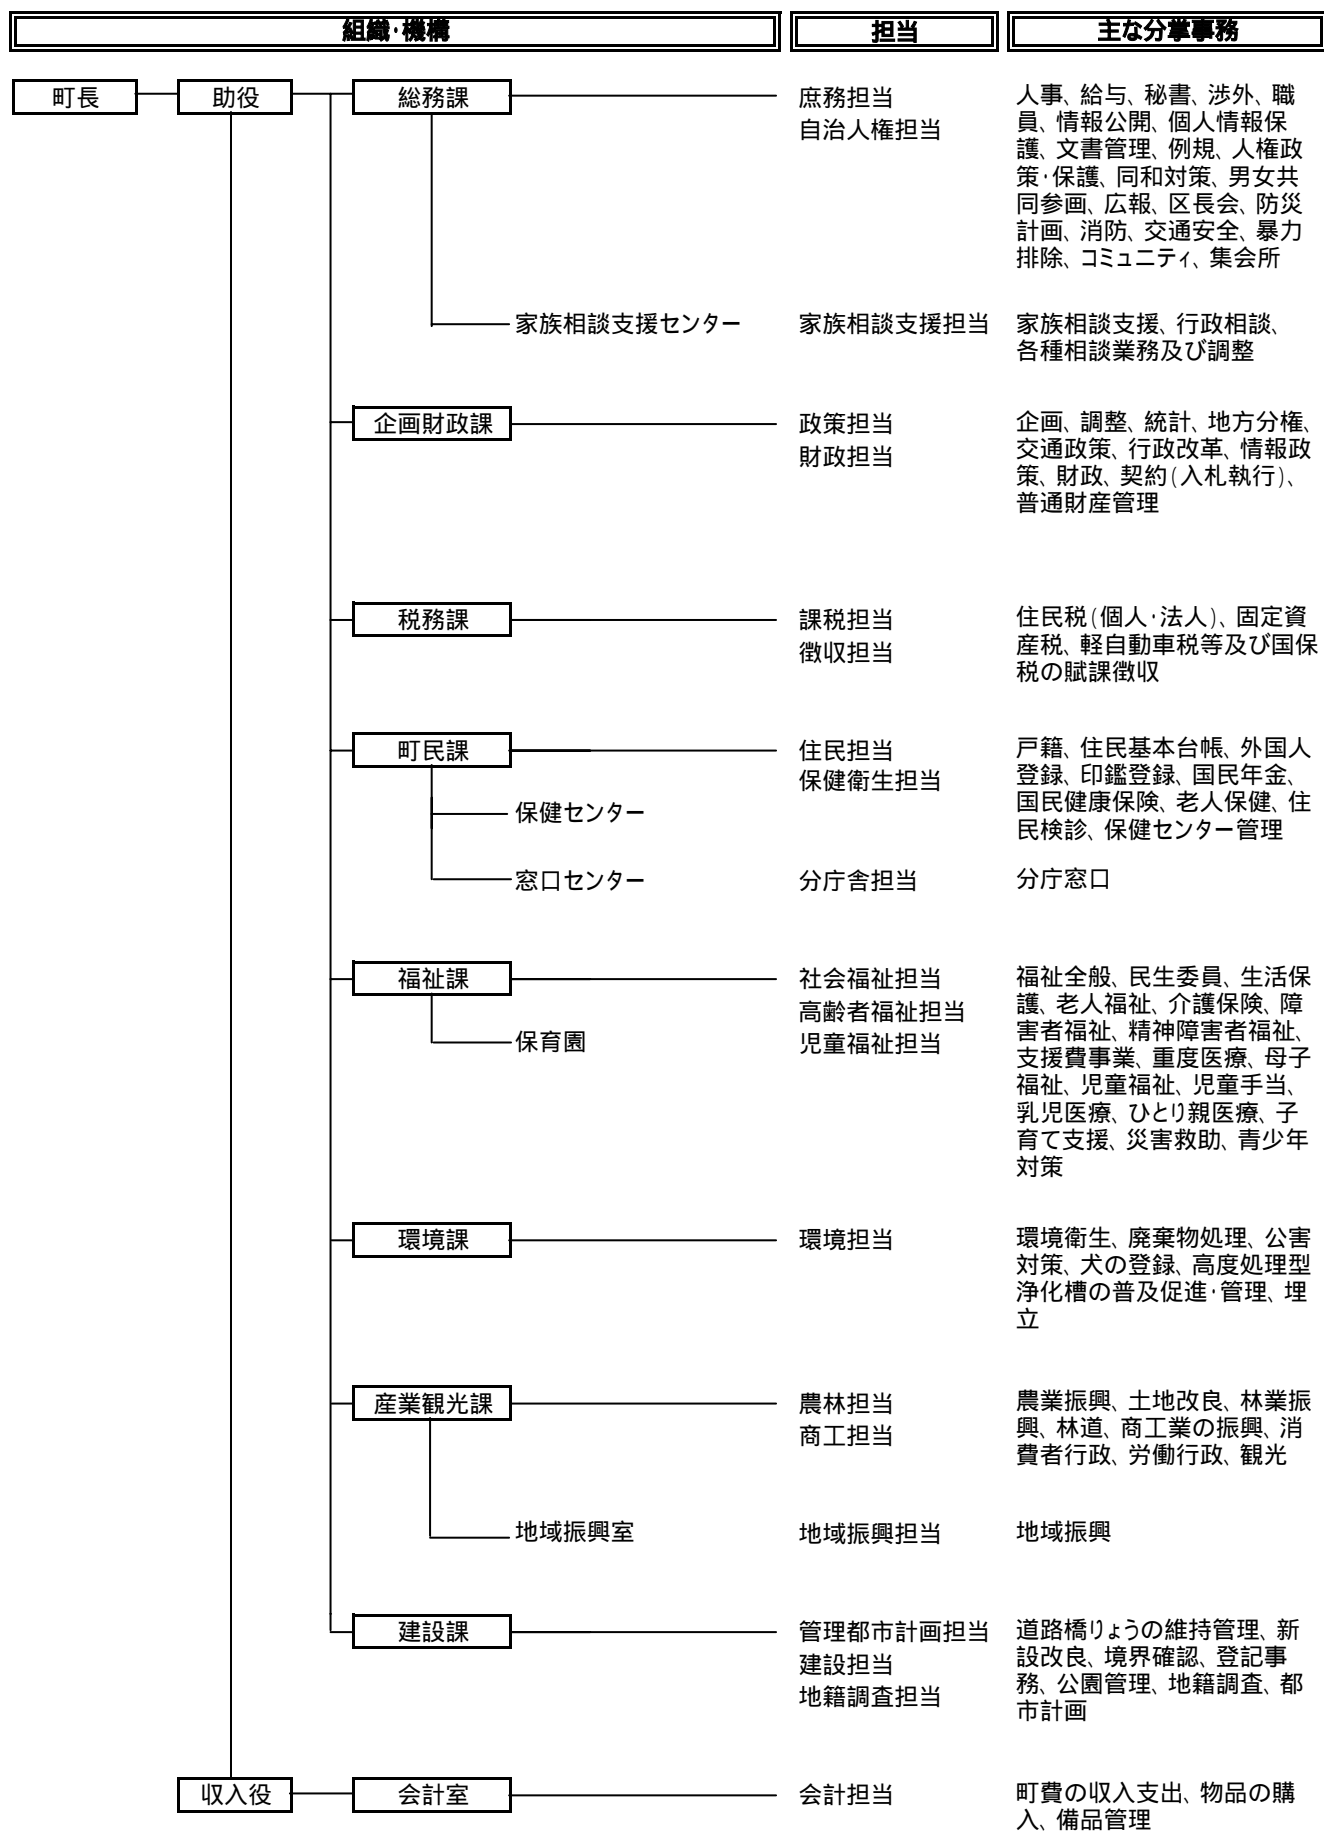 組織・機構
担当
主な分掌事務
町長
助役
総務課
庶務担当
自治人権担当
人事、給与、秘書、渉外、職
員、情報公開、個人情報保
護、文書管理、例規、人権政
策・保護、同和対策、男女共
同参画、広報、区長会、防災
計画、消防、交通安全、暴力
排除、コミュニティ、集会所
家族相談支援センター
家族相談支援担当
家族相談支援、行政相談、
各種相談業務及び調整
企画財政課
政策担当
財政担当
企画、調整、統計、地方分権、
交通政策、行政改革、情報政
策、財政、契約(入札執行)、
普通財産管理
税務課
課税担当
徴収担当
住民税(個人・法人)、固定資
産税、軽自動車税等及び国保
税の賦課徴収
町民課
住民担当
保健衛生担当
戸籍、住民基本台帳、外国人
登録、印鑑登録、国民年金、
国民健康保険、老人保健、住
民検診、保健センター管理
保健センター
窓口センター
分庁舎担当
分庁窓口
福祉課
社会福祉担当
高齢者福祉担当
児童福祉担当
福祉全般、民生委員、生活保
護、老人福祉、介護保険、障
害者福祉、精神障害者福祉、
支援費事業、重度医療、母子
福祉、児童福祉、児童手当、
乳児医療、ひとり親医療、子
育て支援、災害救助、青少年
対策
保育園
環境課
環境担当
環境衛生、廃棄物処理、公害
対策、犬の登録、高度処理型
浄化槽の普及促進・管理、埋
立
産業観光課
農林担当
商工担当
農業振興、土地改良、林業振
興、林道、商工業の振興、消
費者行政、労働行政、観光
地域振興室
地域振興担当
地域振興
建設課
管理都市計画担当
建設担当
地籍調査担当
道路橋りょうの維持管理、新
設改良、境界確認、登記事
務、公園管理、地籍調査、都
市計画
収入役
会計室
会計担当
町費の収入支出、物品の購
入、備品管理